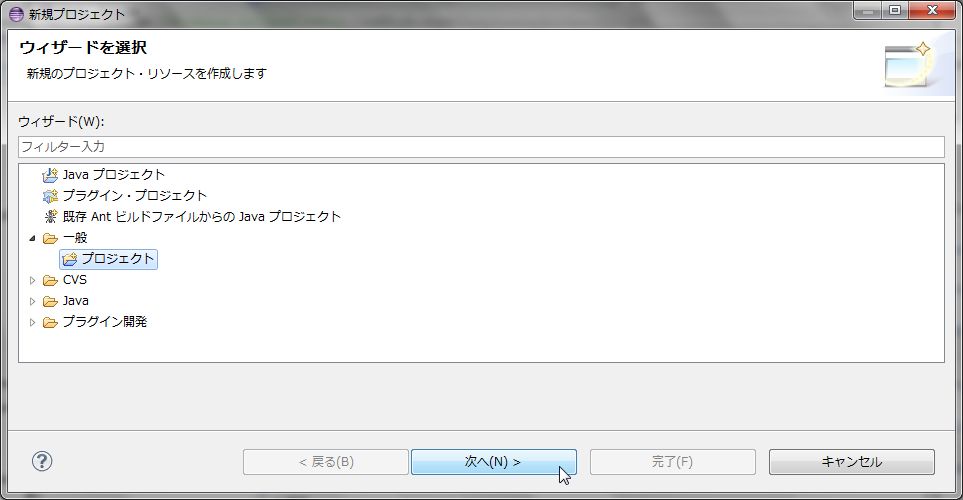 新規プロジェクト
ウィザードを選択
新規のプロジェクト・リソースを作成します
ウィザード(W):
フィルター入力
Java プロジェクト
プラグイン・プロジェクト
既存 Ant ビルドファイルからの Java プロジェクト
一般
プロジェクト
CVS
Java
プラグイン開発
< 戻る(B) 次へ(N) > 完了(F) キャンセル